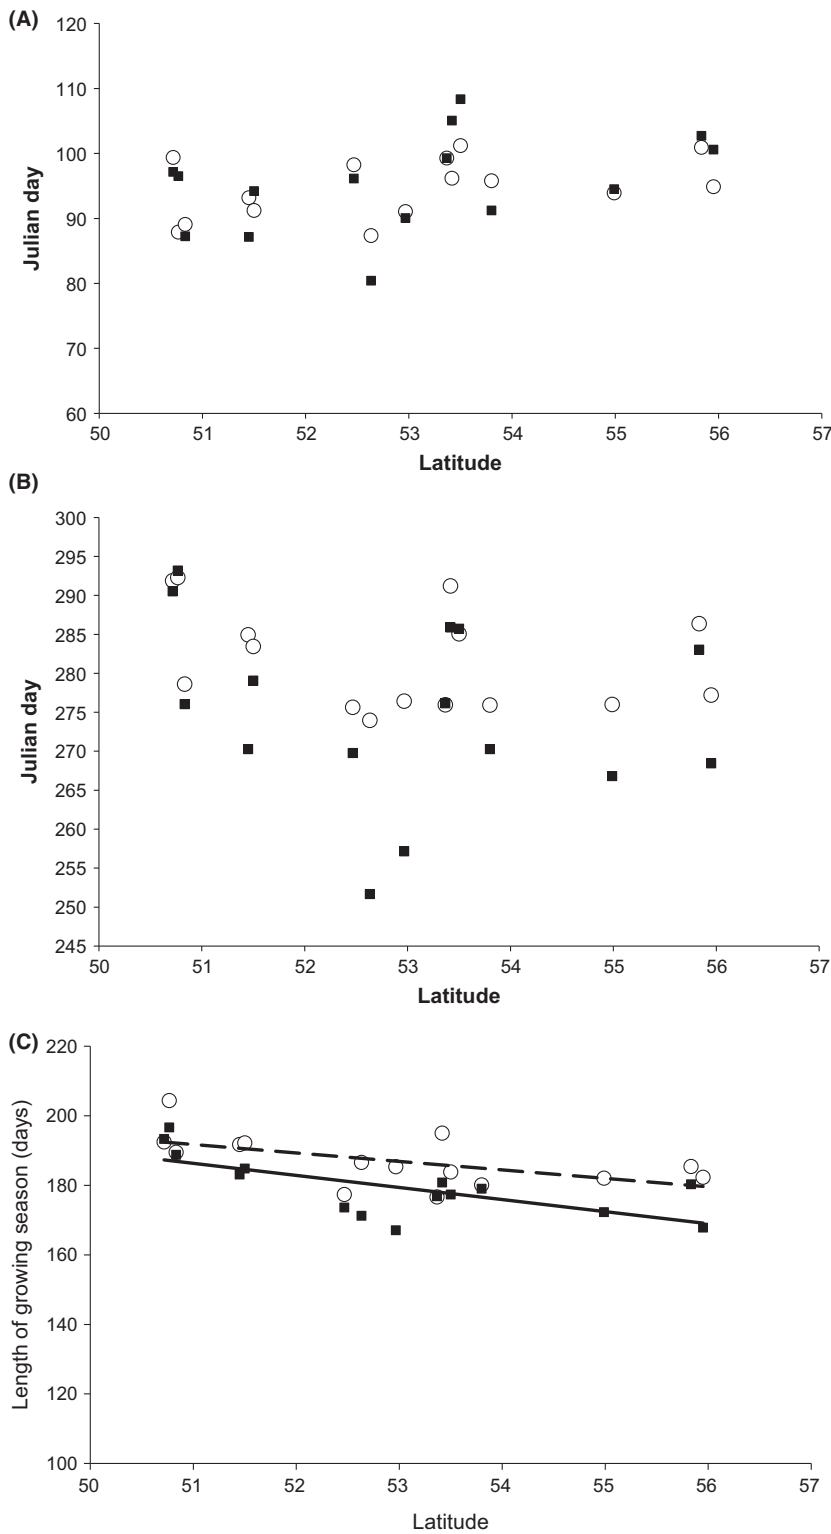 (A)
120
110
100
90
80
70
60
Julian day
50 51 52 53 54 55 56 57
Latitude
(B)
300
295
290
285
280
275
270
265
260
255
250
245
Julian day
50 51 52 53 54 55 56 57
Latitude
(C)
220
200
180
160
140
120
100
Length of growing season (days)
50 51 52 53 54 55 56 57
Latitude